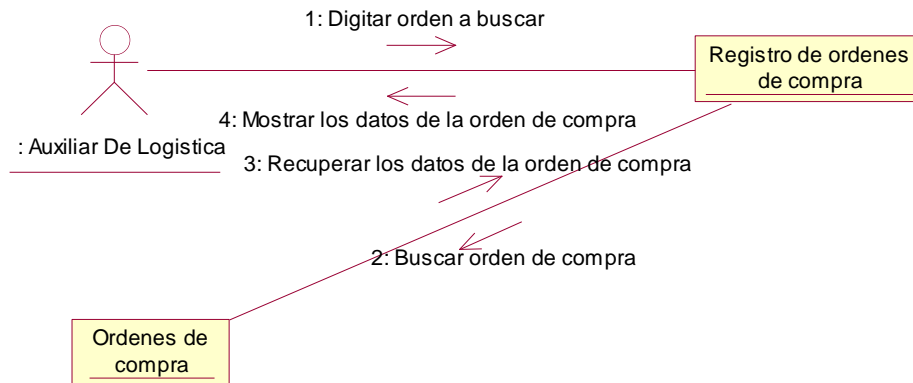 1: Digitar orden a buscar
Registro de ordenes
de compra
4: Mostrar los datos de la orden de compra
: Auxiliar De Logistica
3: Recuperar los datos de la orden de compra
2: Buscar orden de compra
Ordenes de
compra